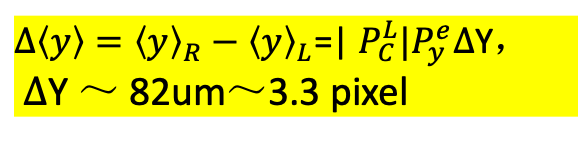 Δ⟨y⟩ = ⟨y⟩_R − ⟨y⟩_L=| P_C^L|P_y^e ΔY，
ΔY ～ 82um～3.3 pixel